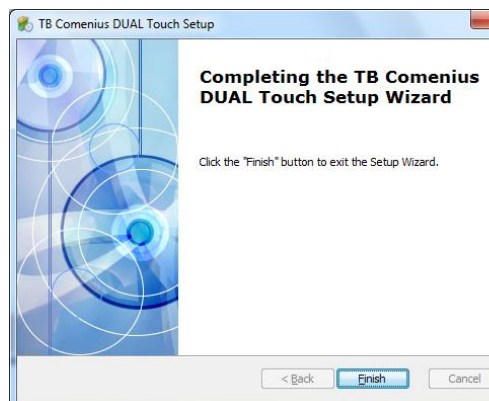 TB Comenius DUAL Touch Setup
Completing the TB Comenius
DUAL Touch Setup Wizard
Click the "Finish" button to exit the Setup Wizard.
< Back
Finish
Cancel